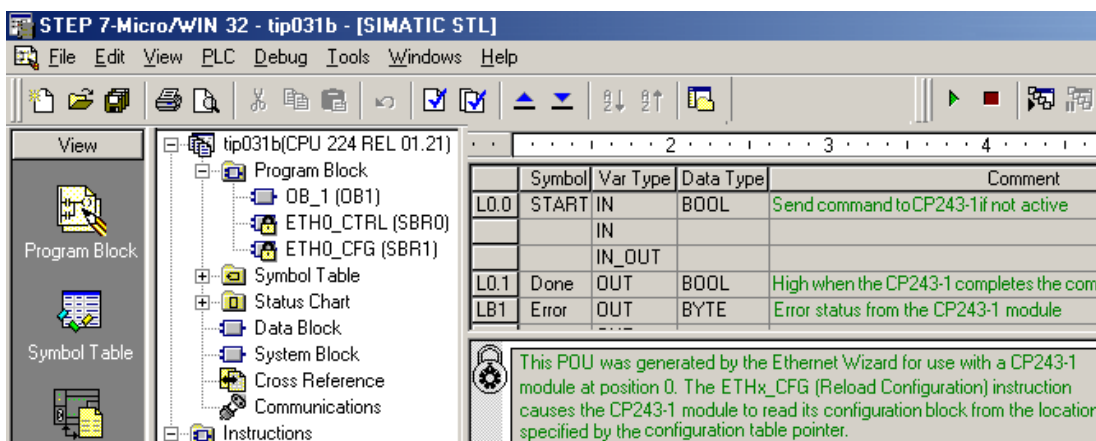 STEP 7-Micro/WIN 32 - tip031b - [SIMATIC STL]
File Edit View PLC Debug Tools Windows Help
View
Program Block
Symbol Table
tip031b(CPU 224 REL 01.21)
Program Block
OB_1 (OB1)
ETH0_CTRL (SBR0)
ETH0_CFG (SBR1)
Symbol Table
Status Chart
Data Block
System Block
Cross Reference
Communications
Instructions
2 3 4
Symbol Var Type Data Type Comment
L0.0 START IN BOOL Send command to CP243-1 if not active
IN
IN_OUT
L0.1 Done OUT BOOL High when the CP243-1 completes the com
LB1 Error OUT BYTE Error status from the CP243-1 module
This POU was generated by the Ethernet Wizard for use with a CP243-1
module at position 0. The ETHx_CFG (Reload Configuration) instruction
causes the CP243-1 module to read its configuration block from the location
specified by the configuration table pointer.